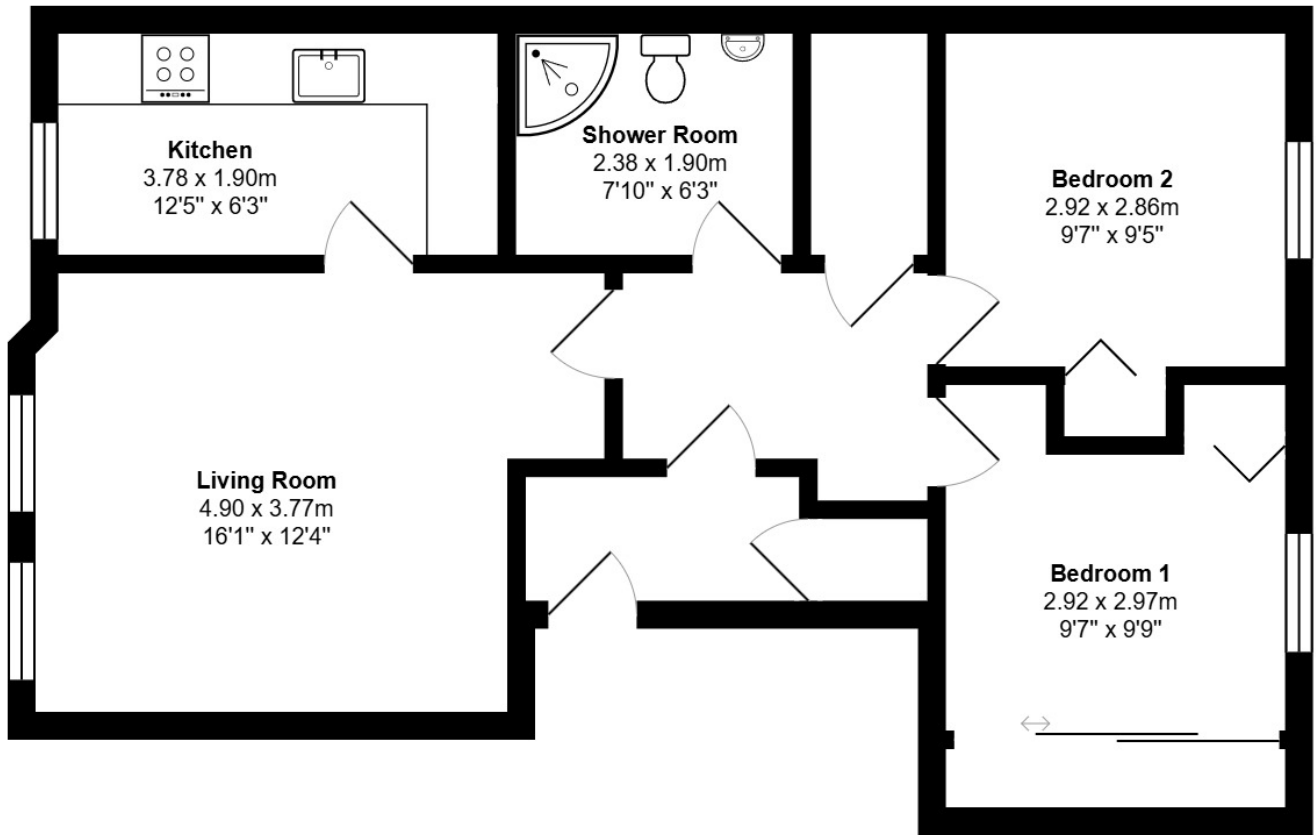 Kitchen
3.78 x 1.90m
12'5" x 6'3"
Shower Room
2.38 x 1.90m
7'10" x 6'3"
Bedroom 2
2.92 x 2.86m
9'7" x 9'5"
Living Room
4.90 x 3.77m
16'1" x 12'4"
Bedroom 1
2.92 x 2.97m
9'7" x 9'9"